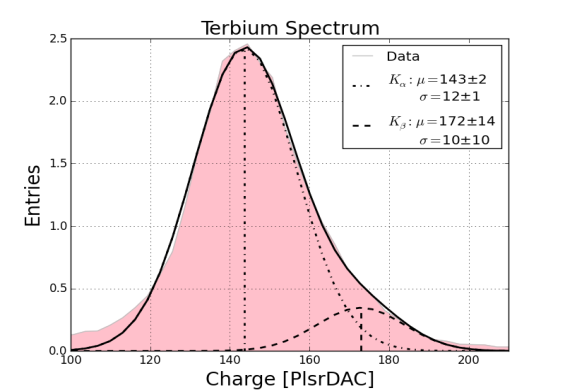 Terbium Spectrum
2.5
2.0
1.5
1.0
0.5
0.0
Entries
Data
Kα: μ=143±2
σ=12±1
Kβ: μ=172±14
σ=10±10
100 120 140 160 180 200
Charge [PlsrDAC]